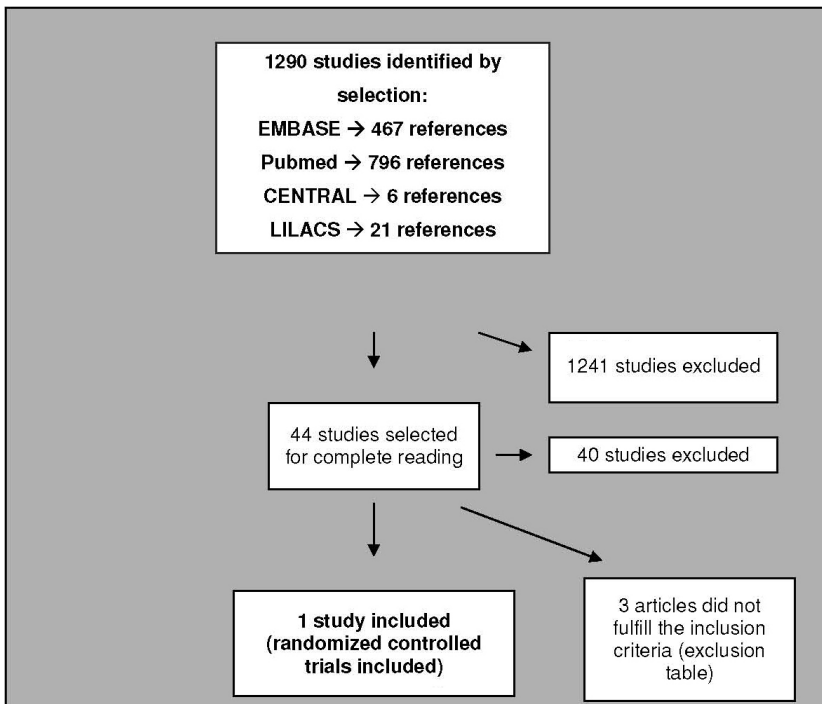 1290 studies identified by
selection:
EMBASE → 467 references
Pubmed → 796 references
CENTRAL → 6 references
LILACS → 21 references
1241 studies excluded
44 studies selected
for complete reading
40 studies excluded
1 study included
(randomized controlled
trials included)
3 articles did not
fulfill the inclusion
criteria (exclusion
table)